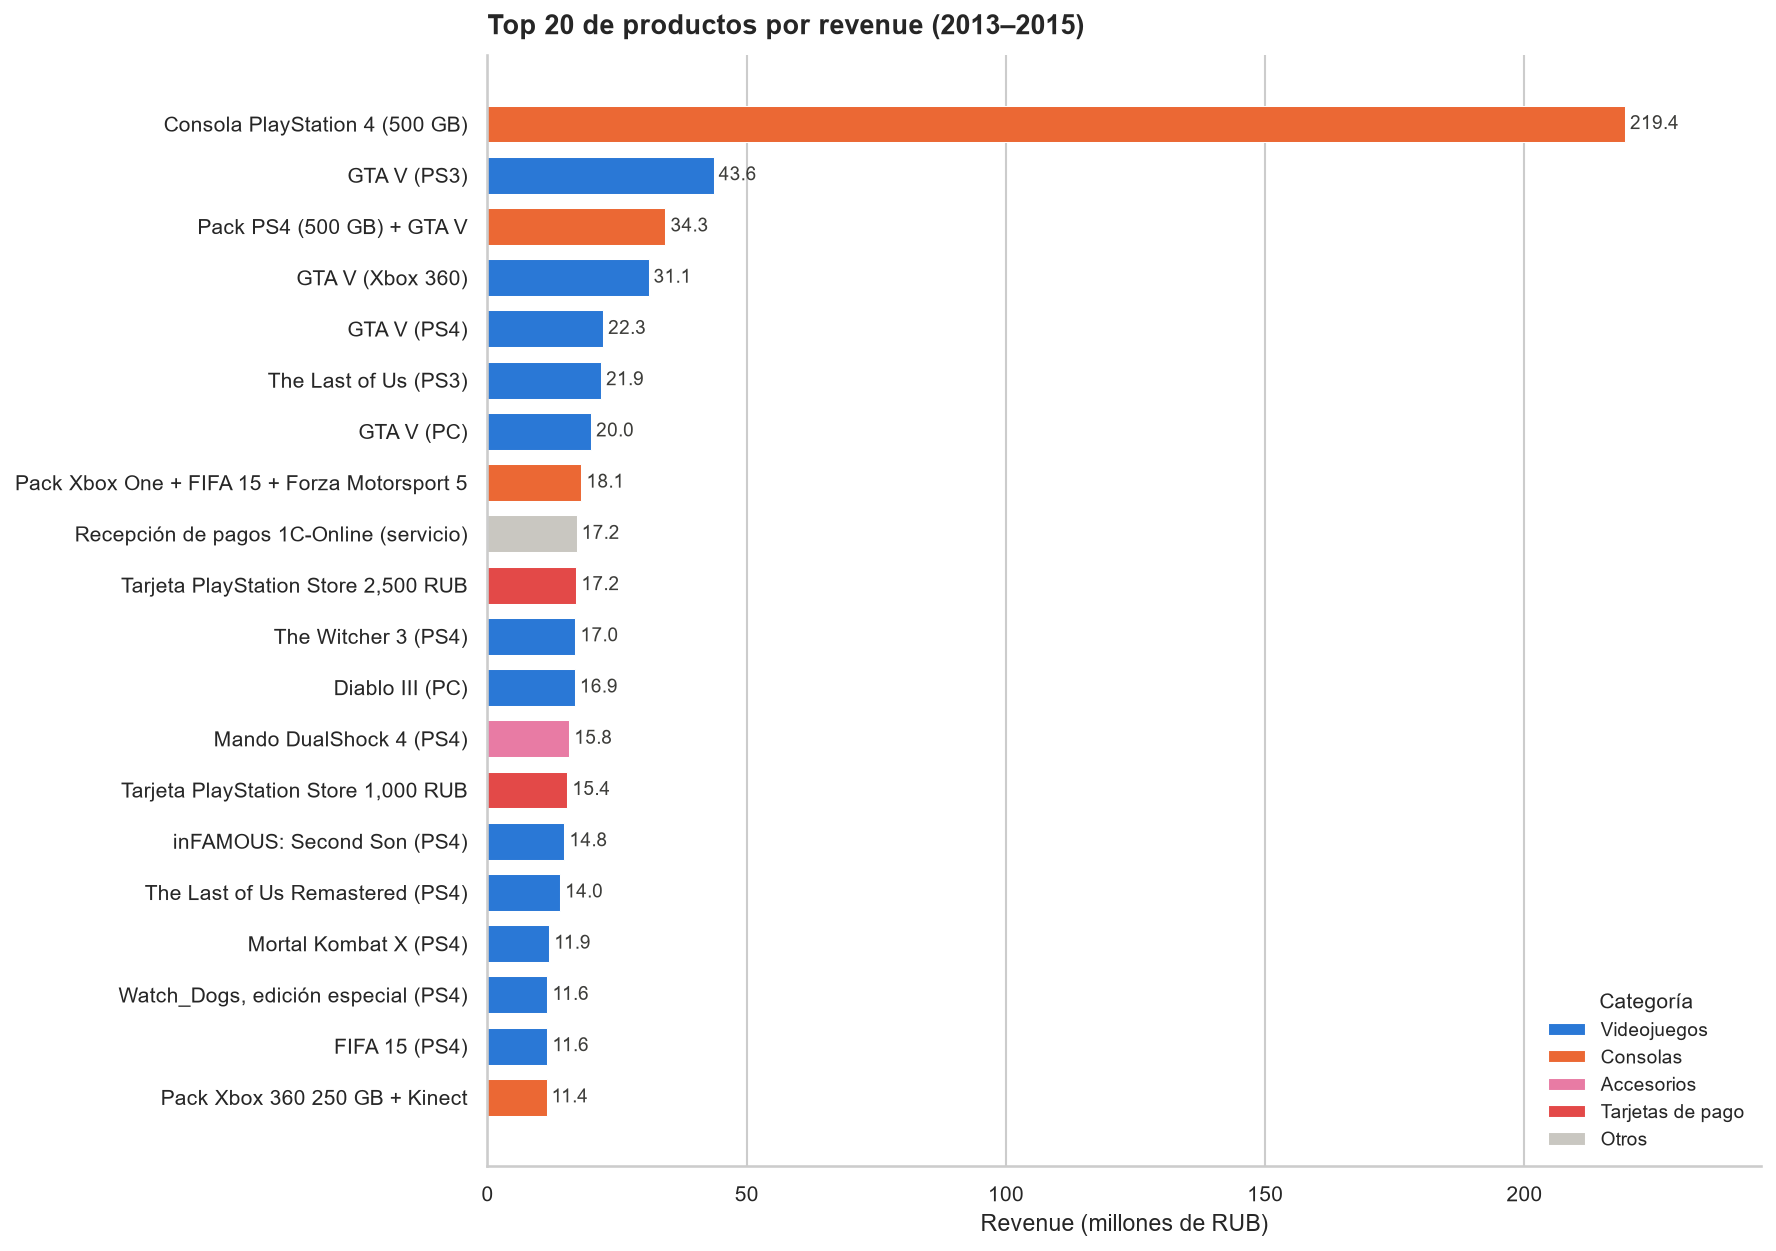 Top 20 de productos por revenue (2013–2015)
Consola PlayStation 4 (500 GB) 219.4
GTA V (PS3) 43.6
Pack PS4 (500 GB) + GTA V 34.3
GTA V (Xbox 360) 31.1
GTA V (PS4) 22.3
The Last of Us (PS3) 21.9
GTA V (PC) 20.0
Pack Xbox One + FIFA 15 + Forza Motorsport 5 18.1
Recepción de pagos 1C-Online (servicio) 17.2
Tarjeta PlayStation Store 2,500 RUB 17.2
The Witcher 3 (PS4) 17.0
Diablo III (PC) 16.9
Mando DualShock 4 (PS4) 15.8
Tarjeta PlayStation Store 1,000 RUB 15.4
inFAMOUS: Second Son (PS4) 14.8
The Last of Us Remastered (PS4) 14.0
Mortal Kombat X (PS4) 11.9
Watch_Dogs, edición especial (PS4) 11.6
FIFA 15 (PS4) 11.6
Pack Xbox 360 250 GB + Kinect 11.4
Categoría
Videojuegos
Consolas
Accesorios
Tarjetas de pago
Otros
0 50 100 150 200
Revenue (millones de RUB)